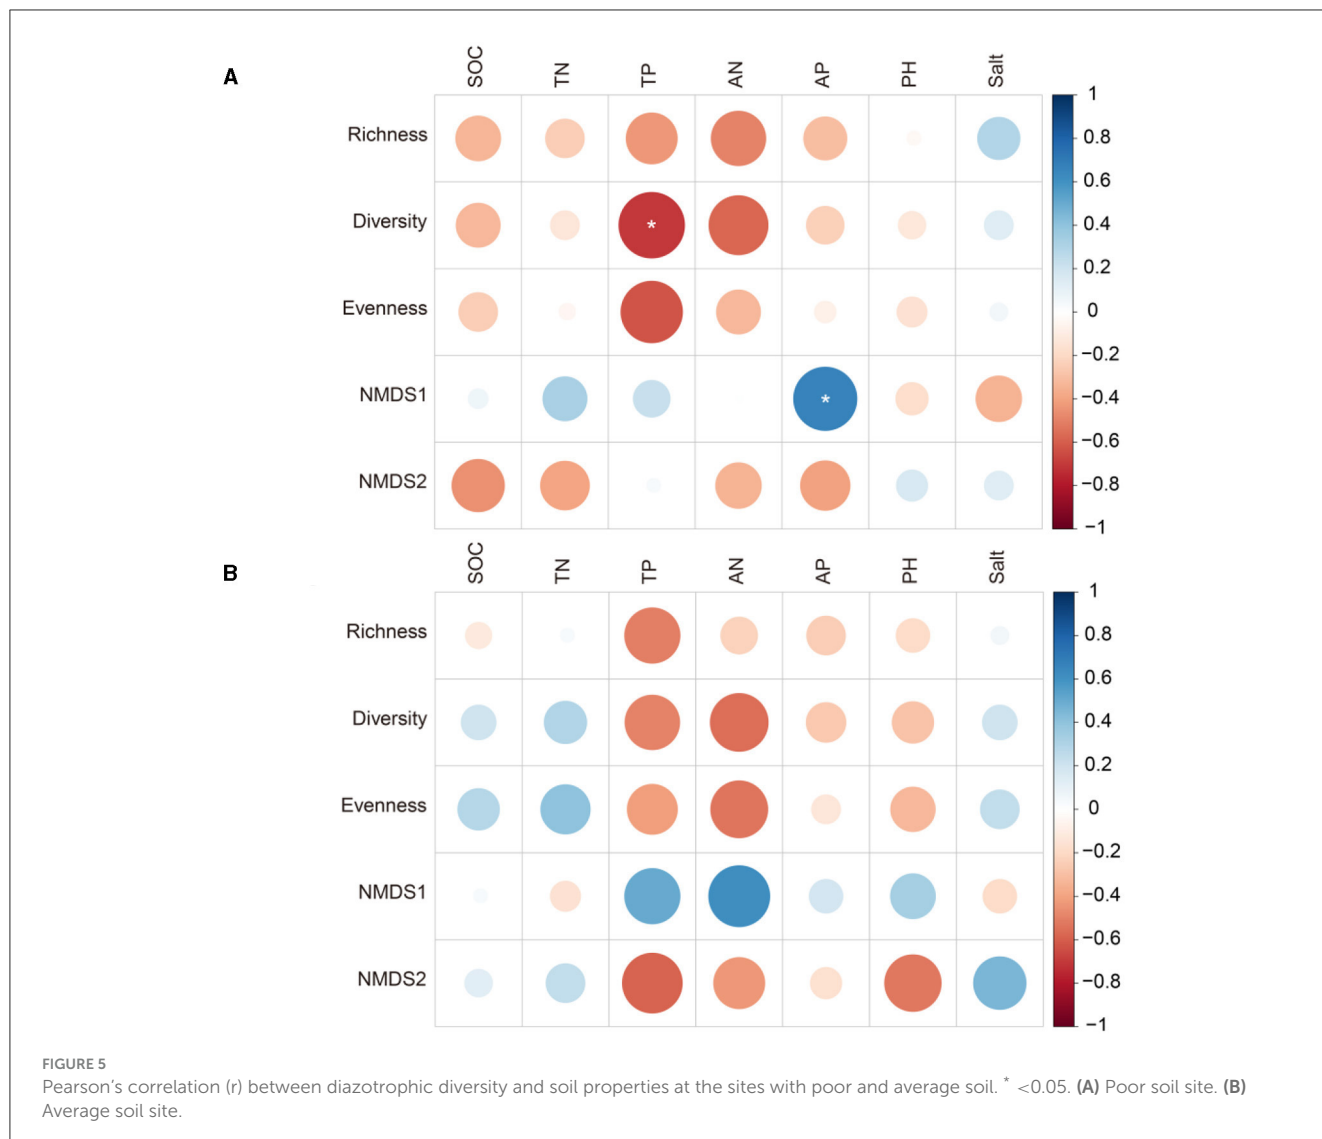 A
SOC TN TP AN AP PH Salt
Richness
Diversity
Evenness
NMDS1
NMDS2
*
*
1
0.8
0.6
0.4
0.2
0
−0.2
−0.4
−0.6
−0.8
−1
B
SOC TN TP AN AP PH Salt
Richness
Diversity
Evenness
NMDS1
NMDS2
1
0.8
0.6
0.4
0.2
0
−0.2
−0.4
−0.6
−0.8
−1
FIGURE 5
Pearson's correlation (r) between diazotrophic diversity and soil properties at the sites with poor and average soil. * <0.05. (A) Poor soil site. (B)
Average soil site.